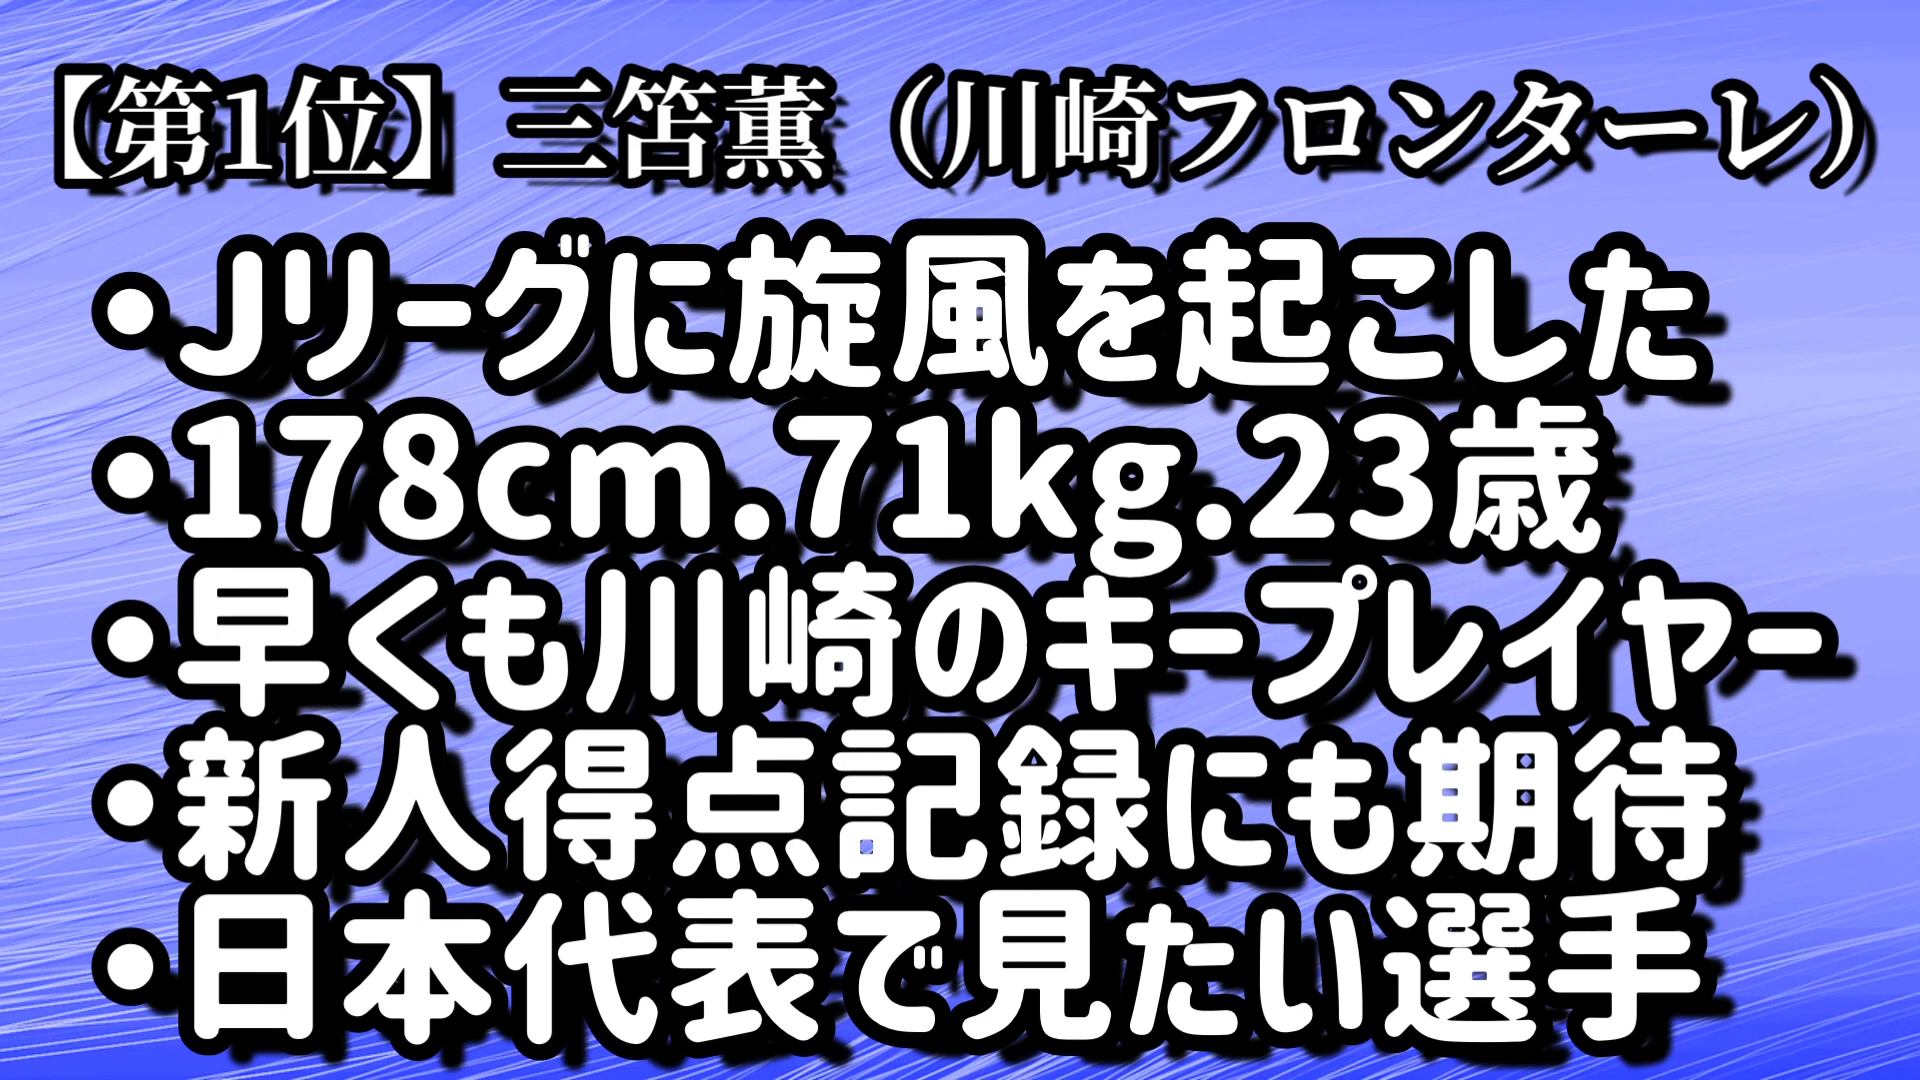 【第1位】三笘薫（川崎フロンターレ）
・Jリーグに旋風を起こした
・178cm.71kg.23歳
・早くも川崎のキープレイヤー
・新人得点記録にも期待
・日本代表で見たい選手